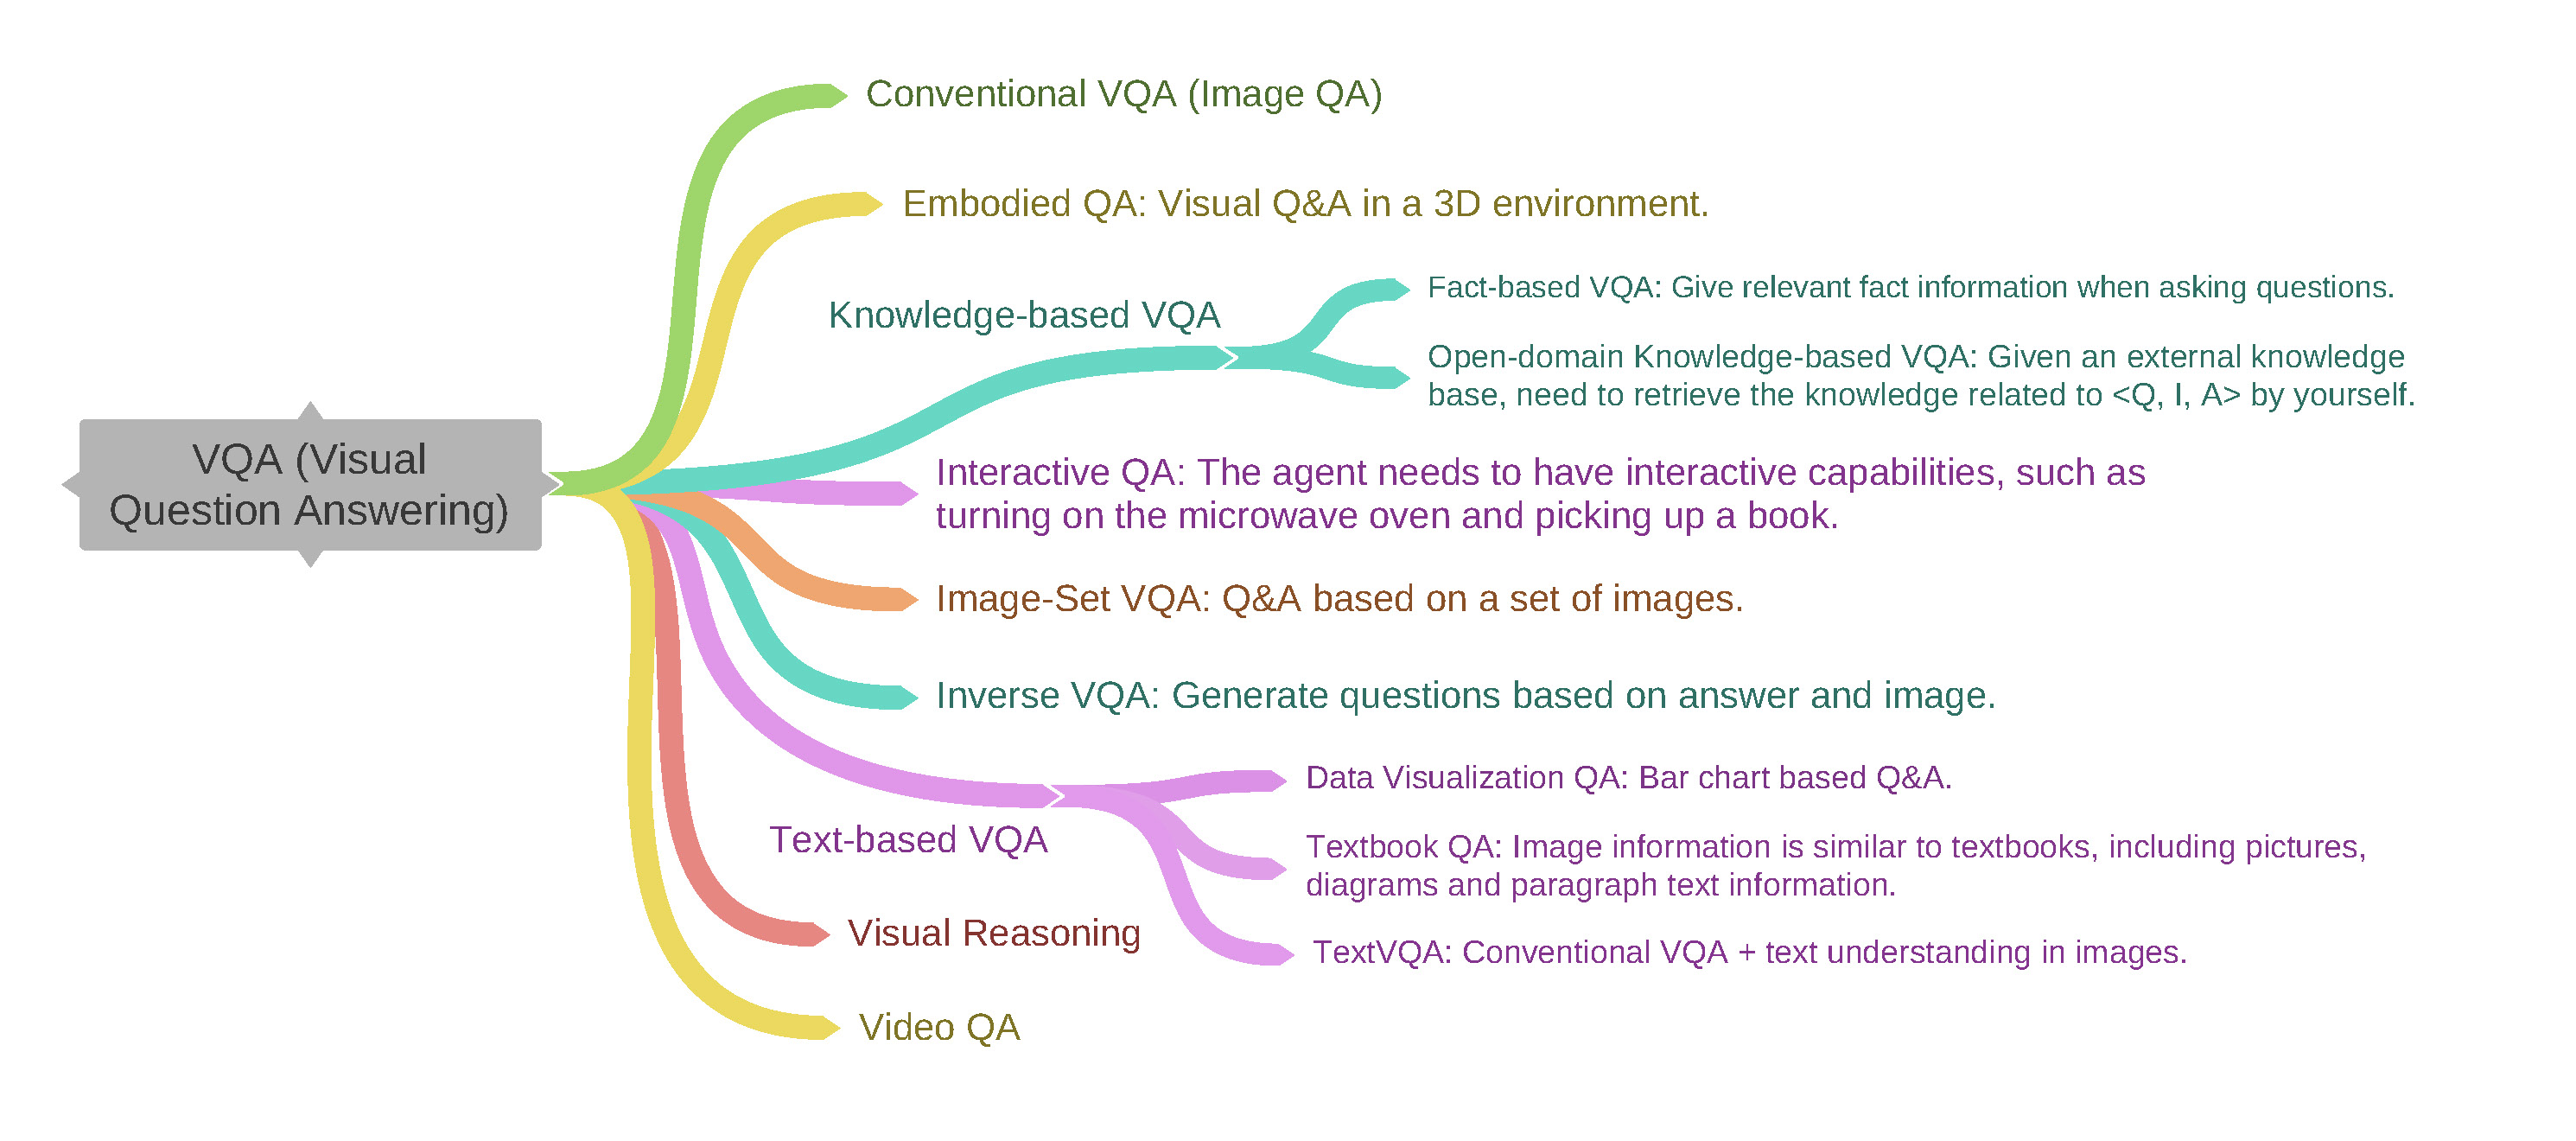 VQA (Visual
Question Answering)
Conventional VQA (Image QA)
Embodied QA: Visual Q&A in a 3D environment.
Knowledge-based VQA
Fact-based VQA: Give relevant fact information when asking questions.
Open-domain Knowledge-based VQA: Given an external knowledge
base, need to retrieve the knowledge related to <Q, I, A> by yourself.
Interactive QA: The agent needs to have interactive capabilities, such as
turning on the microwave oven and picking up a book.
Image-Set VQA: Q&A based on a set of images.
Inverse VQA: Generate questions based on answer and image.
Text-based VQA
Data Visualization QA: Bar chart based Q&A.
Textbook QA: Image information is similar to textbooks, including pictures,
diagrams and paragraph text information.
TextVQA: Conventional VQA + text understanding in images.
Visual Reasoning
Video QA